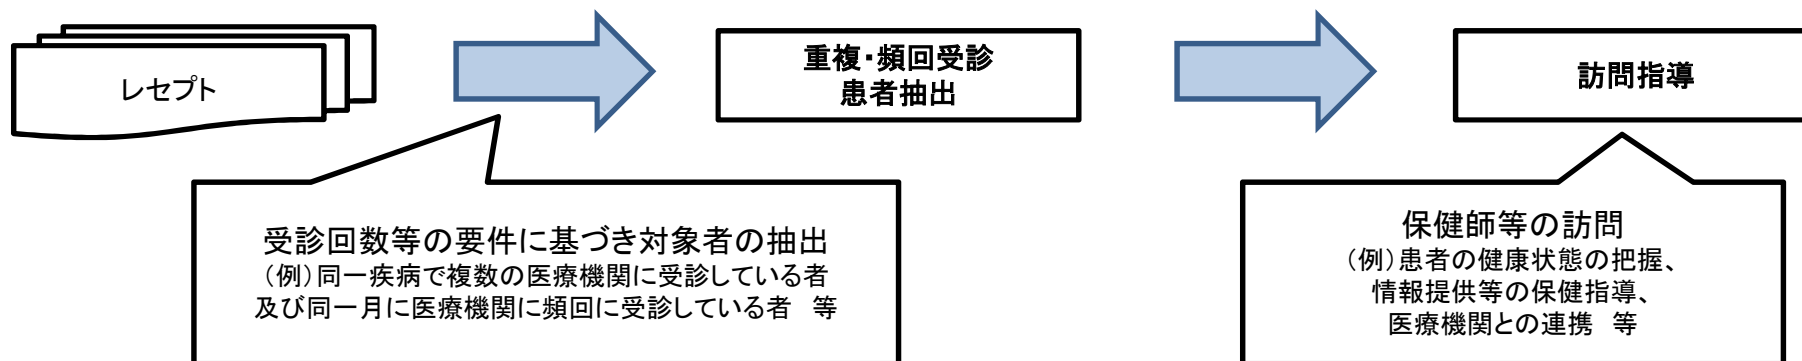 レセプト
重複・頻回受診
患者抽出
訪問指導
受診回数等の要件に基づき対象者の抽出
（例）同一疾病で複数の医療機関に受診している者
及び同一月に医療機関に頻回に受診している者　等
保健師等の訪問
（例）患者の健康状態の把握、
情報提供等の保健指導、
医療機関との連携　等